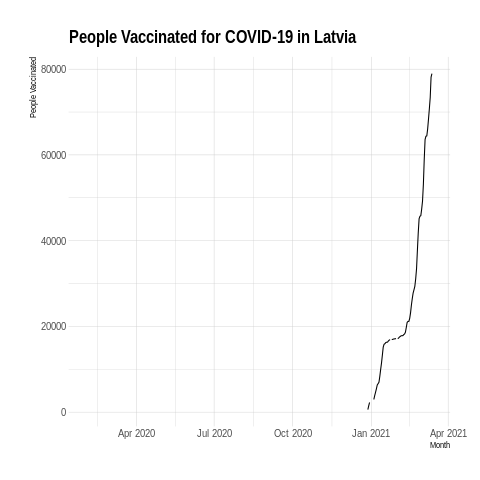 People Vaccinated for COVID-19 in Latvia
People Vaccinated
80000
60000
40000
20000
0
Apr 2020 Jul 2020 Oct 2020 Jan 2021 Apr 2021
Month